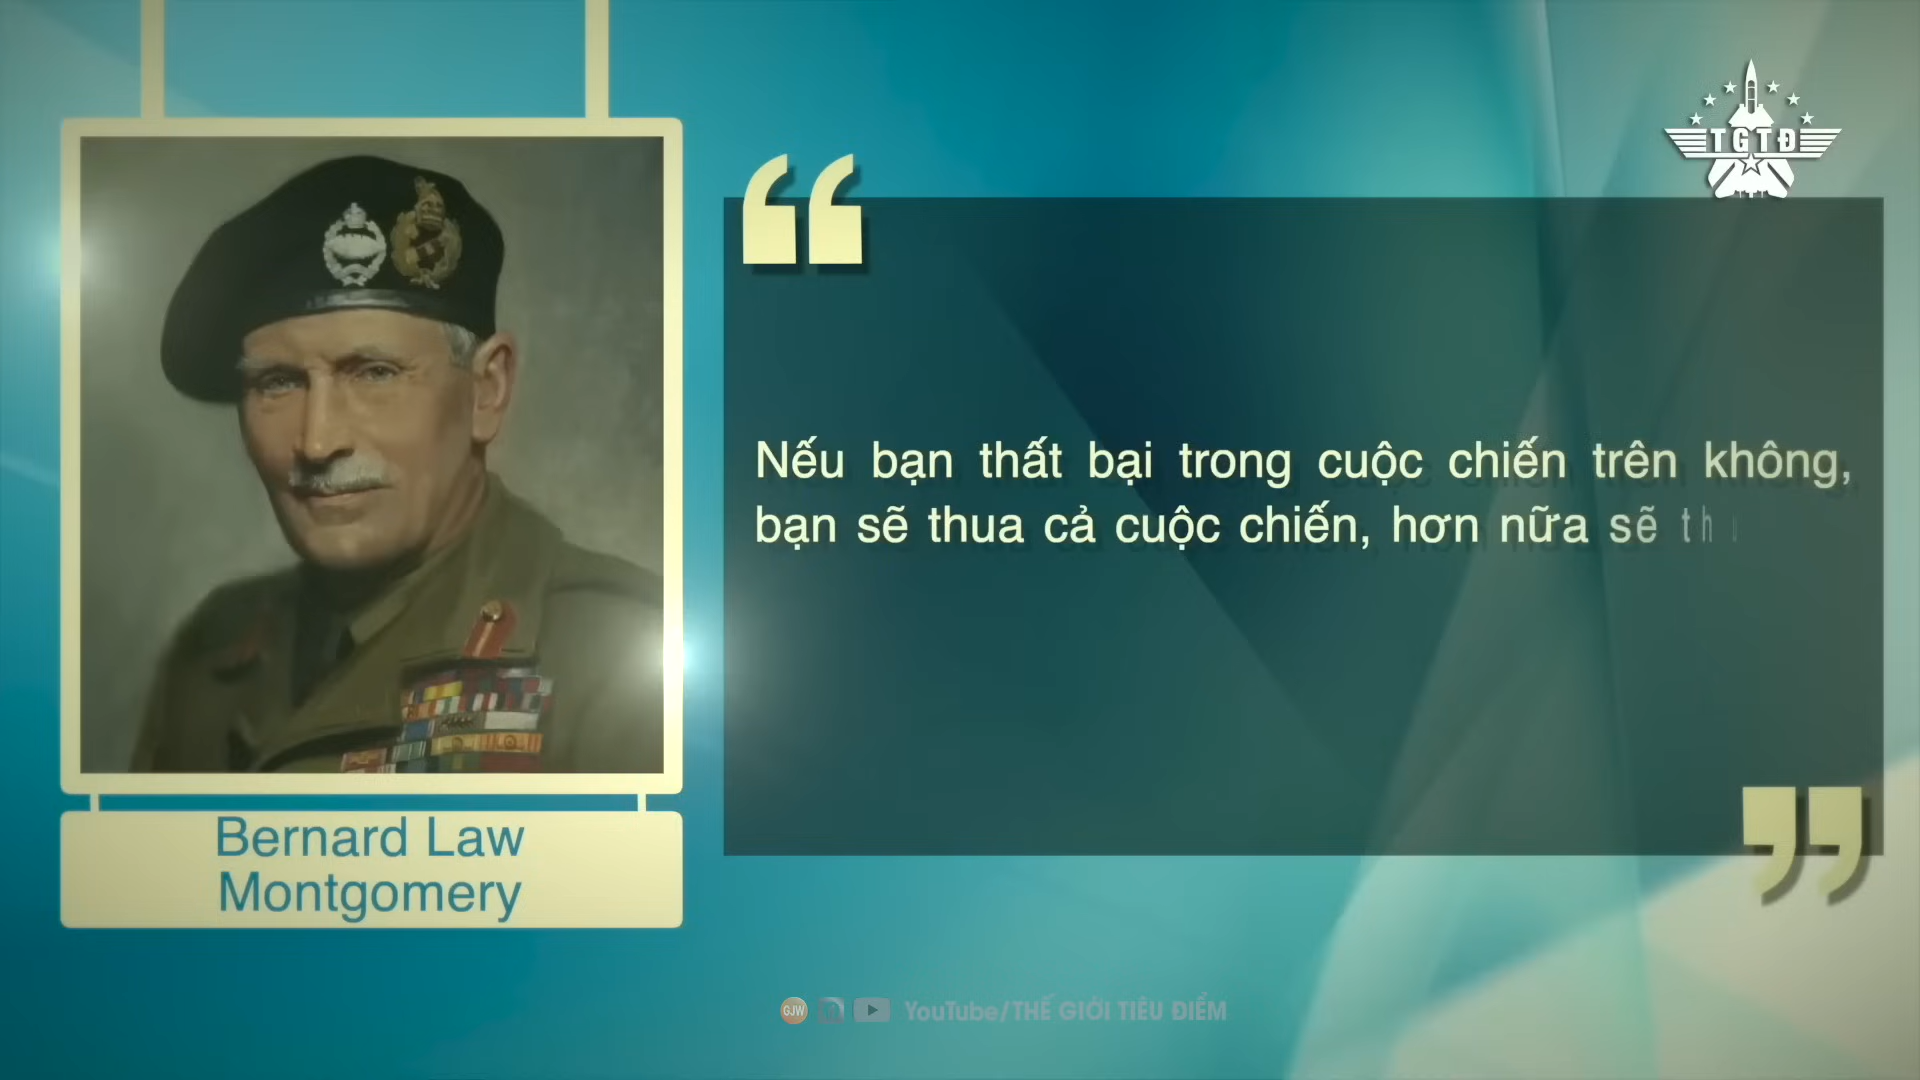 TGTĐ
Nếu bạn thất bại trong cuộc chiến trên không,
bạn sẽ thua cả cuộc chiến, hơn nữa sẽ
Bernard Law
Montgomery
GJW YouTube/THẾ GIỚI TIÊU ĐIỂM